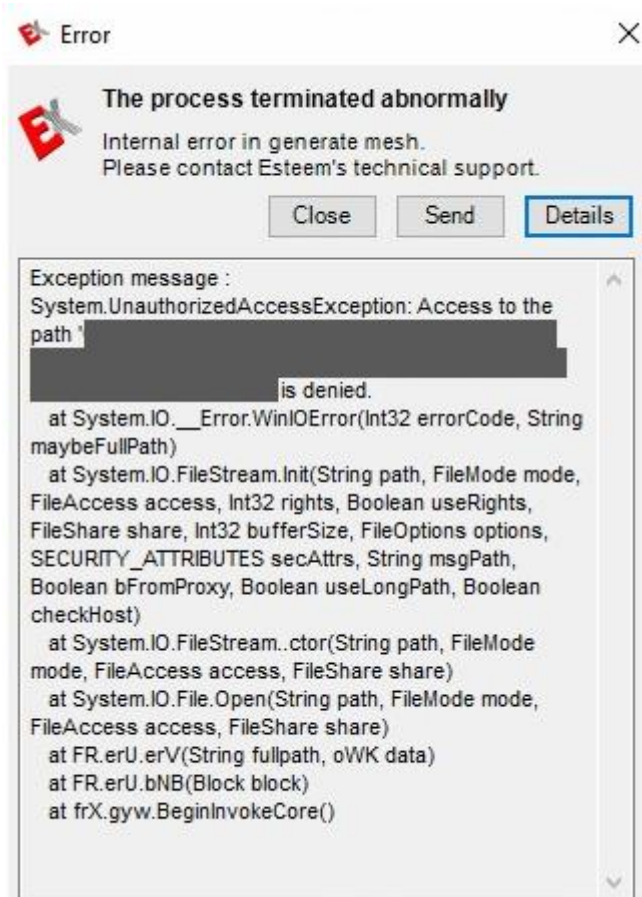 Error
The process terminated abnormally
Internal error in generate mesh.
Please contact Esteem's technical support.
Close Send Details
Exception message :
System.UnauthorizedAccessException: Access to the
path '
is denied.
at System.IO.__Error.WinIOError(Int32 errorCode, String
maybeFullPath)
at System.IO.FileStream.Init(String path, FileMode mode,
FileAccess access, Int32 rights, Boolean useRights,
FileShare share, Int32 bufferSize, FileOptions options,
SECURITY_ATTRIBUTES secAttrs, String msgPath,
Boolean bFromProxy, Boolean useLongPath, Boolean
checkHost)
at System.IO.FileStream..ctor(String path, FileMode
mode, FileAccess access, FileShare share)
at System.IO.File.Open(String path, FileMode mode,
FileAccess access, FileShare share)
at FR.erU.erV(String fullpath, oWK data)
at FR.erU.bNB(Block block)
at frX.gyw.BeginInvokeCore()